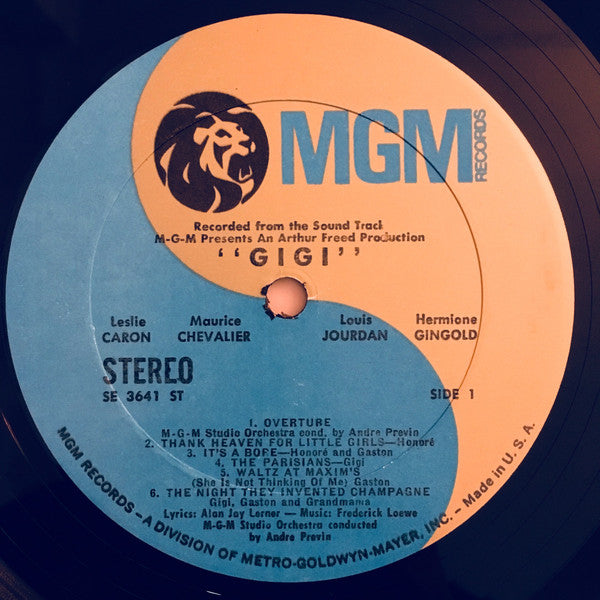 MGM
RECORDS
Recorded from the Sound Track
M-G-M Presents An Arthur Freed Production
“GIGI”
Leslie CARON
Maurice CHEVALIER
Louis JOURDAN
Hermione GINGOLD
STEREO
SE 3641 ST
SIDE 1
1. OVERTURE
M-G-M Studio Orchestra cond. by Andre Previn
2. THANK HEAVEN FOR LITTLE GIRLS—Honoré
3. IT'S A BORE—Honoré and Gaston
4. THE PARISIANS—Gigi
5. WALTZ AT MAXIM'S
(She Is Not Thinking Of Me) Gaston
6. THE NIGHT THEY INVENTED CHAMPAGNE
Gigi, Gaston and Grandmama
Lyrics: Alan Jay Lerner — Music: Frederick Loewe
M-G-M Studio Orchestra conducted
by Andre Previn
MGM RECORDS—A DIVISION OF METRO-GOLDWYN-MAYER, INC. – Made in U. S. A.